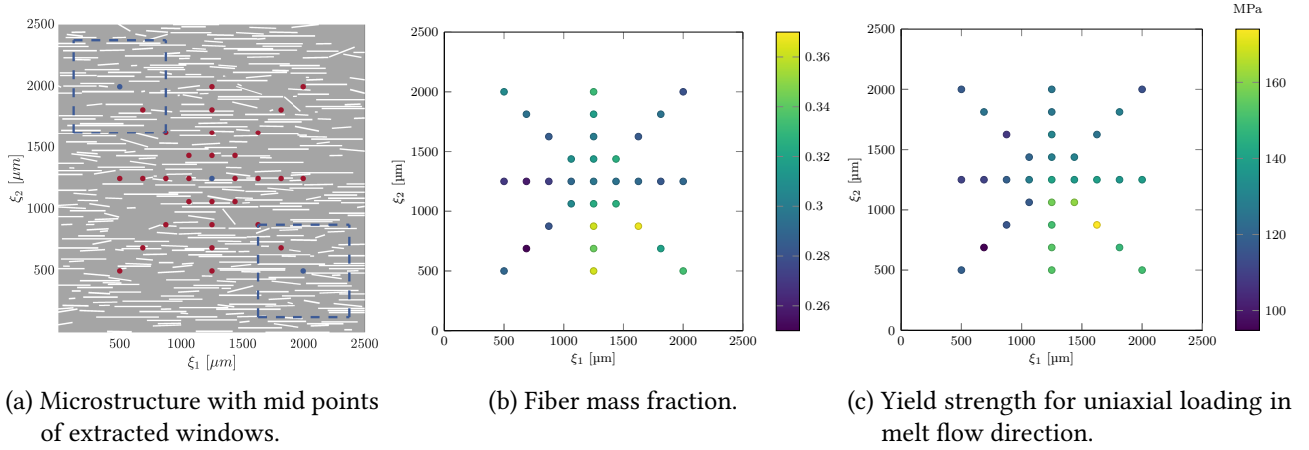 2500
2000
1500
1000
500
ξ₂ [μm]
500 1000 1500 2000 2500
ξ₁ [μm]
2500
2000
1500
1000
500
0
ξ₂ [µm]
0 500 1000 1500 2000 2500
ξ₁ [µm]
0.36
0.34
0.32
0.3
0.28
0.26
2500
2000
1500
1000
500
0
ξ₂ [µm]
0 500 1000 1500 2000 2500
ξ₁ [µm]
MPa
160
140
120
100
(a) Microstructure with mid points
of extracted windows.
(b) Fiber mass fraction.
(c) Yield strength for uniaxial loading in
melt flow direction.